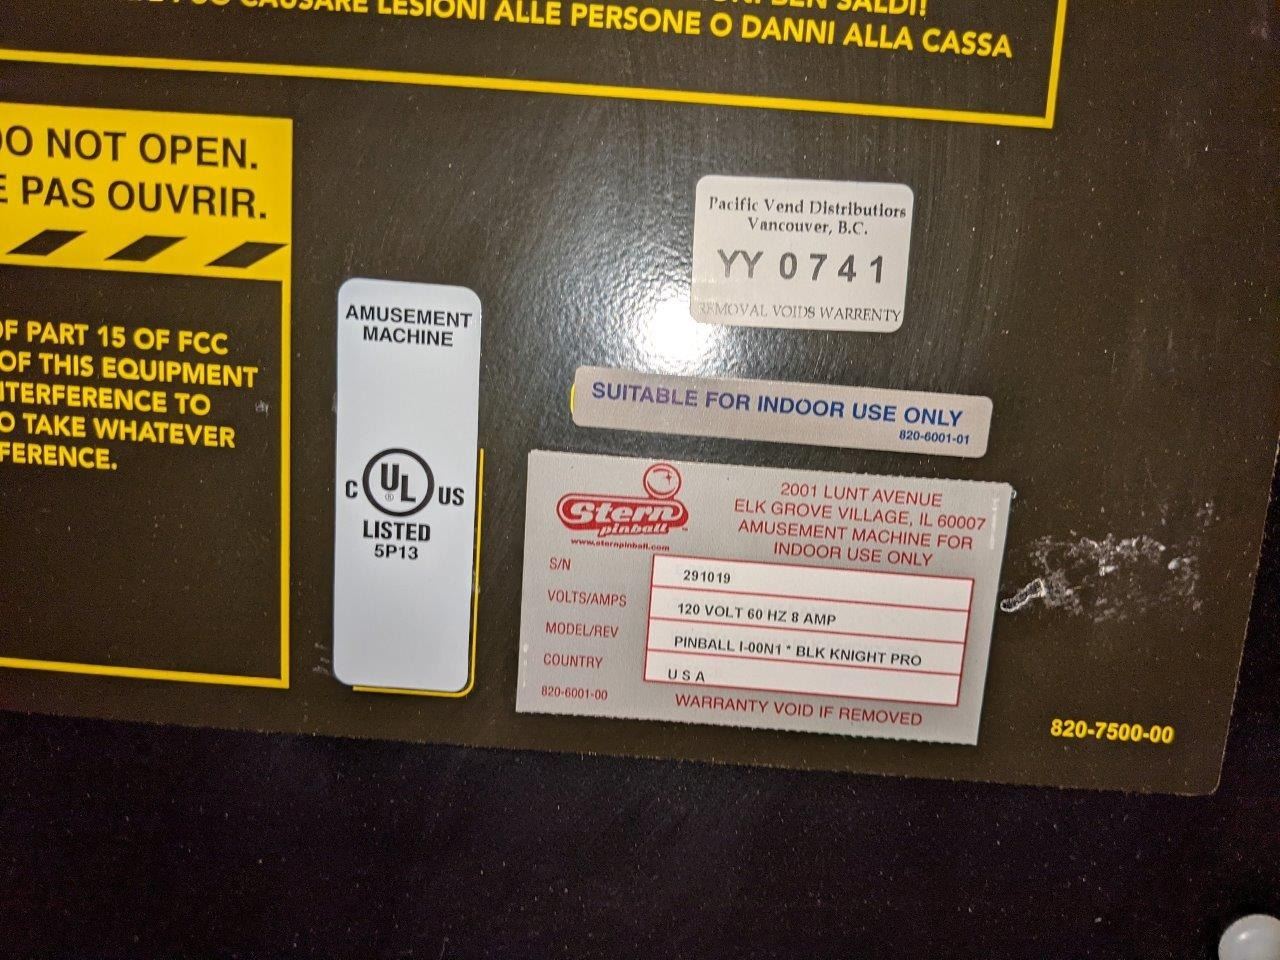 BEN SALDI!
CAUSARE LESIONI ALLE PERSONE O DANNI ALLA CASSA
DO NOT OPEN.
PAS OUVRIR.
OF PART 15 OF FCC
OF THIS EQUIPMENT
TO
TO TAKE WHATEVER
AMUSEMENT
MACHINE
C UL ® US
LISTED
5P13
Pacific Vend Distributiors
Vancouver, B.C.
YY 0741
REMOVAL VOIDS WARRENTY
SUITABLE FOR INDOOR USE ONLY
820-6001-01
Stern
pinball
www.sternpinball.com
2001 LUNT AVENUE
ELK GROVE VILLAGE, IL 60007
AMUSEMENT MACHINE FOR
INDOOR USE ONLY
S/N 291019
VOLTS/AMPS 120 VOLT 60 HZ 8 AMP
MODEL/REV PINBALL I-00N1 * BLK KNIGHT PRO
COUNTRY U S A
820-6001-00 WARRANTY VOID IF REMOVED
820-7500-00